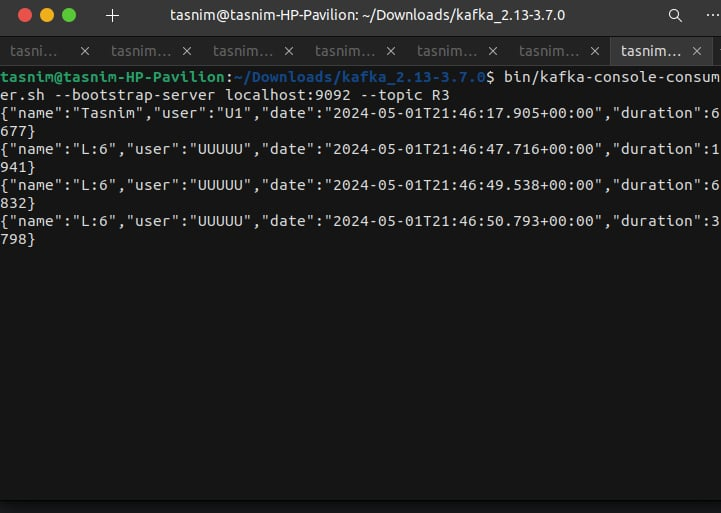 tasnim@tasnim-HP-Pavilion: ~/Downloads/kafka_2.13-3.7.0
tasni... tasnim... tasnim... tasnim... tasnim... tasnim... tasnim...
tasnim@tasnim-HP-Pavilion:~/Downloads/kafka_2.13-3.7.0$ bin/kafka-console-consum
er.sh --bootstrap-server localhost:9092 --topic R3
{"name":"Tasnim","user":"U1","date":"2024-05-01T21:46:17.905+00:00","duration":6
677}
{"name":"L:6","user":"UUUUU","date":"2024-05-01T21:46:47.716+00:00","duration":1
941}
{"name":"L:6","user":"UUUUU","date":"2024-05-01T21:46:49.538+00:00","duration":6
832}
{"name":"L:6","user":"UUUUU","date":"2024-05-01T21:46:50.793+00:00","duration":3
798}